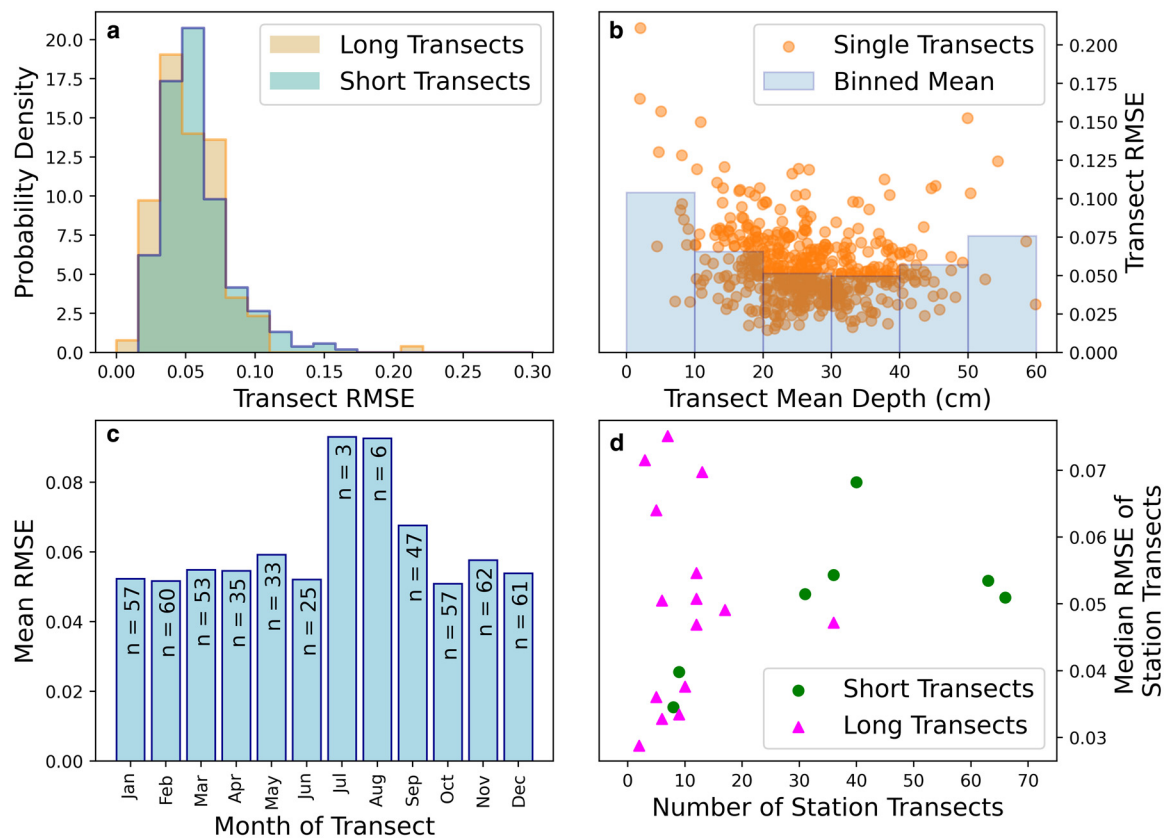 a
Long Transects
Short Transects
Probability Density
20.0
17.5
15.0
12.5
10.0
7.5
5.0
2.5
0.0
0.00 0.05 0.10 0.15 0.20 0.25 0.30
Transect RMSE
b
Single Transects
Binned Mean
0.200
0.175
0.150
0.125
0.100
0.075
0.050
0.025
0.000
Transect RMSE
0 10 20 30 40 50 60
Transect Mean Depth (cm)
c
Mean RMSE
0.08
0.06
0.04
0.02
0.00
n = 57
n = 60
n = 53
n = 35
n = 33
n = 25
n = 3
n = 6
n = 47
n = 57
n = 62
n = 61
Jan Feb Mar Apr May Jun Jul Aug Sep Oct Nov Dec
Month of Transect
d
Short Transects
Long Transects
0.07
0.06
0.05
0.04
0.03
Median RMSE of
Station Transects
0 10 20 30 40 50 60 70
Number of Station Transects